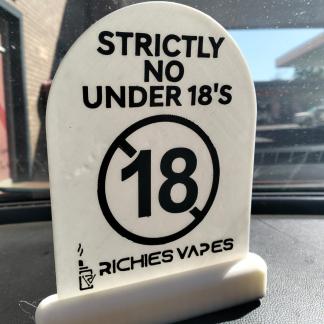 STRICTLY
NO
UNDER 18'S
18
RICHIES VAPES